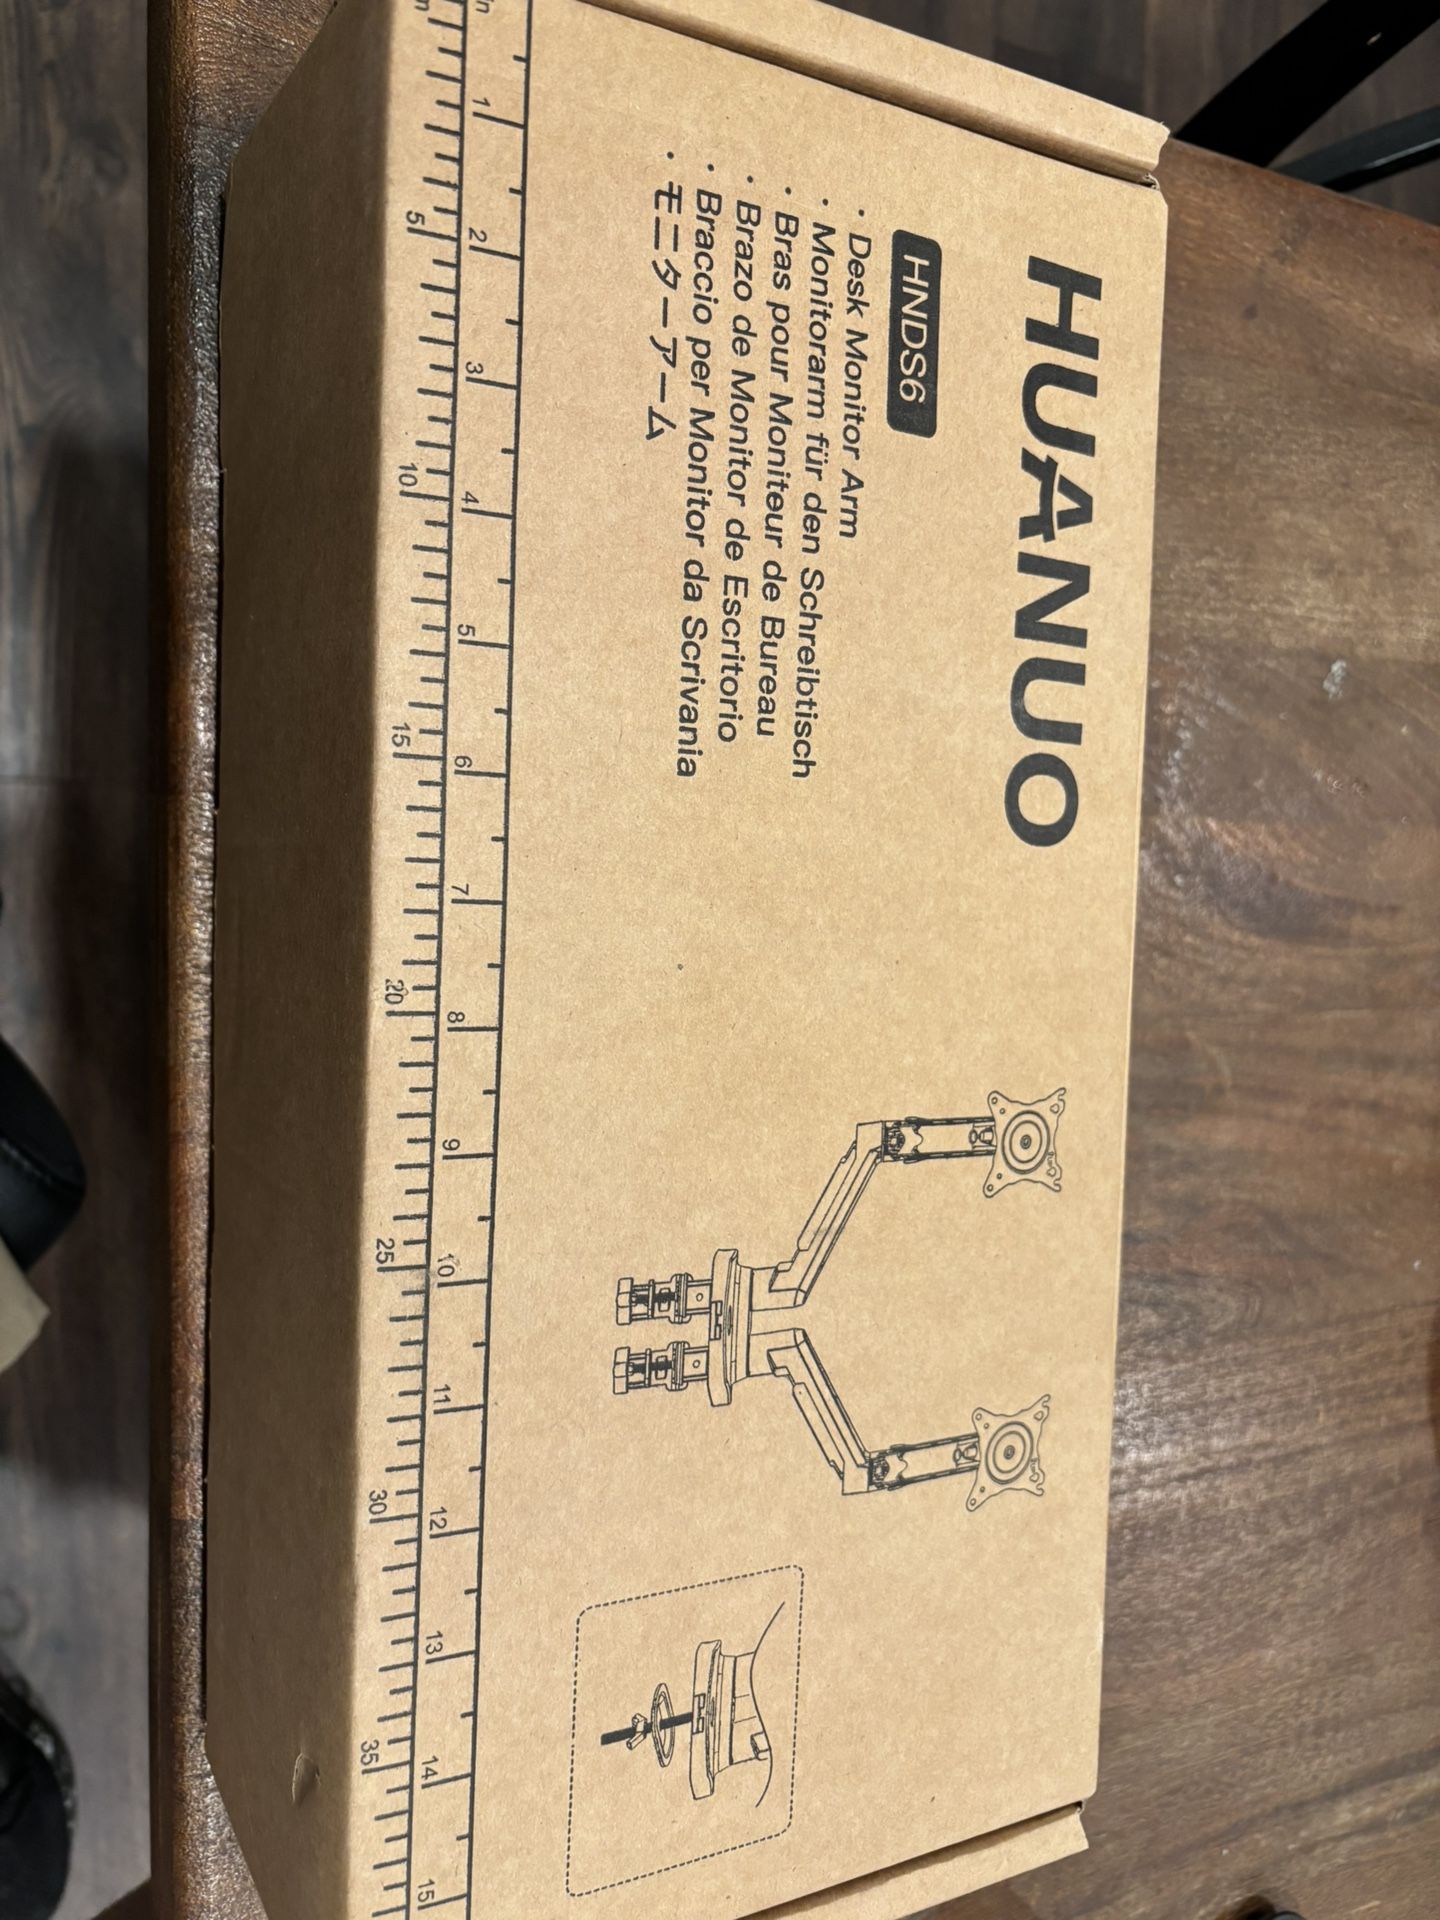 HUANUO
HNDS6
· Desk Monitor Arm
· Monitorarm für den Schreibtisch
· Bras pour Moniteur de Bureau
· Brazo de Monitor de Escritorio
· Braccio per Monitor da Scrivania
· モニターアーム
in 1 2 3 4 5 6 7 8 9 10 11 12 13 14 15
5 10 15 20 25 30 35